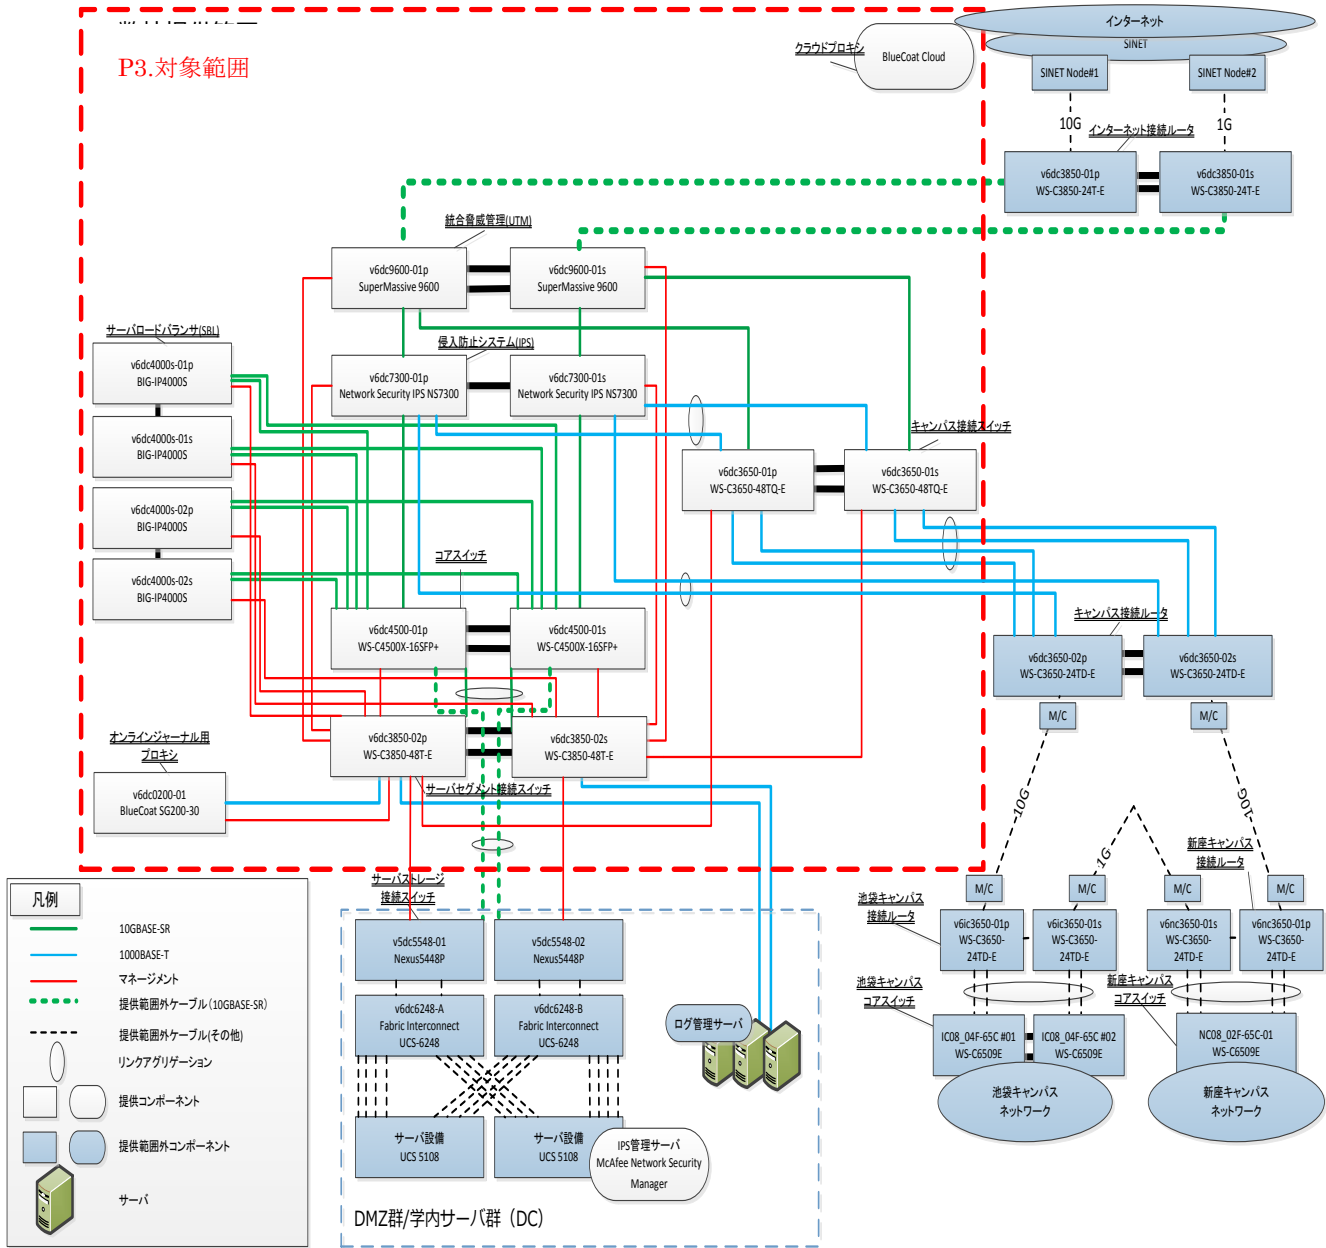 P3.対象範囲
クラウドプロキシ
BlueCoat Cloud
インターネット
SINET
SINET Node#1
SINET Node#2
10G
1G
インターネット接続ルータ
v6dc3850-01p
WS-C3850-24T-E
v6dc3850-01s
WS-C3850-24T-E
統合脅威管理(UTM)
v6dc9600-01p
SuperMassive 9600
v6dc9600-01s
SuperMassive 9600
サーバロードバランサ(SBL)
侵入防止システム(IPS)
v6dc4000s-01p
BIG-IP4000S
v6dc7300-01p
Network Security IPS NS7300
v6dc7300-01s
Network Security IPS NS7300
v6dc4000s-01s
BIG-IP4000S
キャンパス接続スイッチ
v6dc3650-01p
WS-C3650-48TQ-E
v6dc3650-01s
WS-C3650-48TQ-E
v6dc4000s-02p
BIG-IP4000S
コアスイッチ
v6dc4000s-02s
BIG-IP4000S
キャンパス接続ルータ
v6dc4500-01p
WS-C4500X-16SFP+
v6dc4500-01s
WS-C4500X-16SFP+
v6dc3650-02p
WS-C3650-24TD-E
v6dc3650-02s
WS-C3650-24TD-E
M/C
M/C
オンラインジャーナル用
プロキシ
v6dc3850-02p
WS-C3850-48T-E
v6dc3850-02s
WS-C3850-48T-E
サーバセグメント接続スイッチ
v6dc0200-01
BlueCoat SG200-30
10G
10G
1G
サーバストレージ
接続スイッチ
新座キャンパス
接続ルータ
M/C
M/C
M/C
M/C
池袋キャンパス
接続ルータ
v6ic3650-01p
WS-C3650-
24TD-E
v6ic3650-01s
WS-C3650-
24TD-E
v6nc3650-01s
WS-C3650-
24TD-E
v6nc3650-01p
WS-C3650-
24TD-E
凡例
10GBASE-SR
1000BASE-T
マネージメント
提供範囲外ケーブル(10GBASE-SR)
提供範囲外ケーブル(その他)
リンクアグリゲーション
提供コンポーネント
提供範囲外コンポーネント
サーバ
v5dc5548-01
Nexus5448P
v5dc5548-02
Nexus5448P
v6dc6248-A
Fabric Interconnect
UCS-6248
v6dc6248-B
Fabric Interconnect
UCS-6248
ログ管理サーバ
池袋キャンパス
コアスイッチ
新座キャンパス
コアスイッチ
IC08_04F-65C #01
WS-C6509E
IC08_04F-65C #02
WS-C6509E
NC08_02F-65C-01
WS-C6509E
池袋キャンパス
ネットワーク
新座キャンパス
ネットワーク
サーバ設備
UCS 5108
サーバ設備
UCS 5108
IPS管理サーバ
McAfee Network Security
Manager
DMZ群/学内サーバ群（DC）